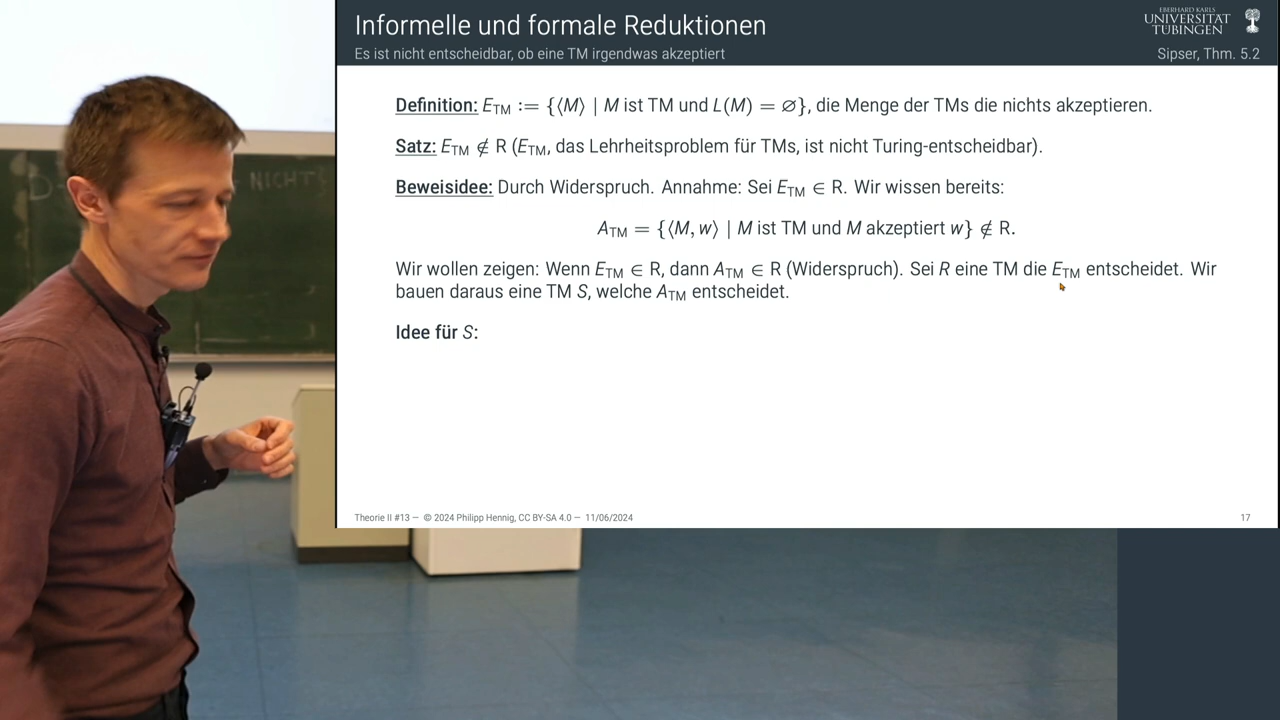 Informelle und formale Reduktionen
Es ist nicht entscheidbar, ob eine TM irgendwas akzeptiert
EBERHARD KARLS
UNIVERSITÄT
TÜBINGEN
Sipser, Thm. 5.2
Definition: E_TM := {⟨M⟩ | M ist TM und L(M) = ∅}, die Menge der TMs die nichts akzeptieren.
Satz: E_TM ∉ R (E_TM, das Lehrheitsproblem für TMs, ist nicht Turing-entscheidbar).
Beweisidee: Durch Widerspruch. Annahme: Sei E_TM ∈ R. Wir wissen bereits:
A_TM = {⟨M, w⟩ | M ist TM und M akzeptiert w} ∉ R.
Wir wollen zeigen: Wenn E_TM ∈ R, dann A_TM ∈ R (Widerspruch). Sei R eine TM die E_TM entscheidet. Wir
bauen daraus eine TM S, welche A_TM entscheidet.
Idee für S:
Theorie II #13 — © 2024 Philipp Hennig, CC BY-SA 4.0 — 11/06/2024
17
NICHT